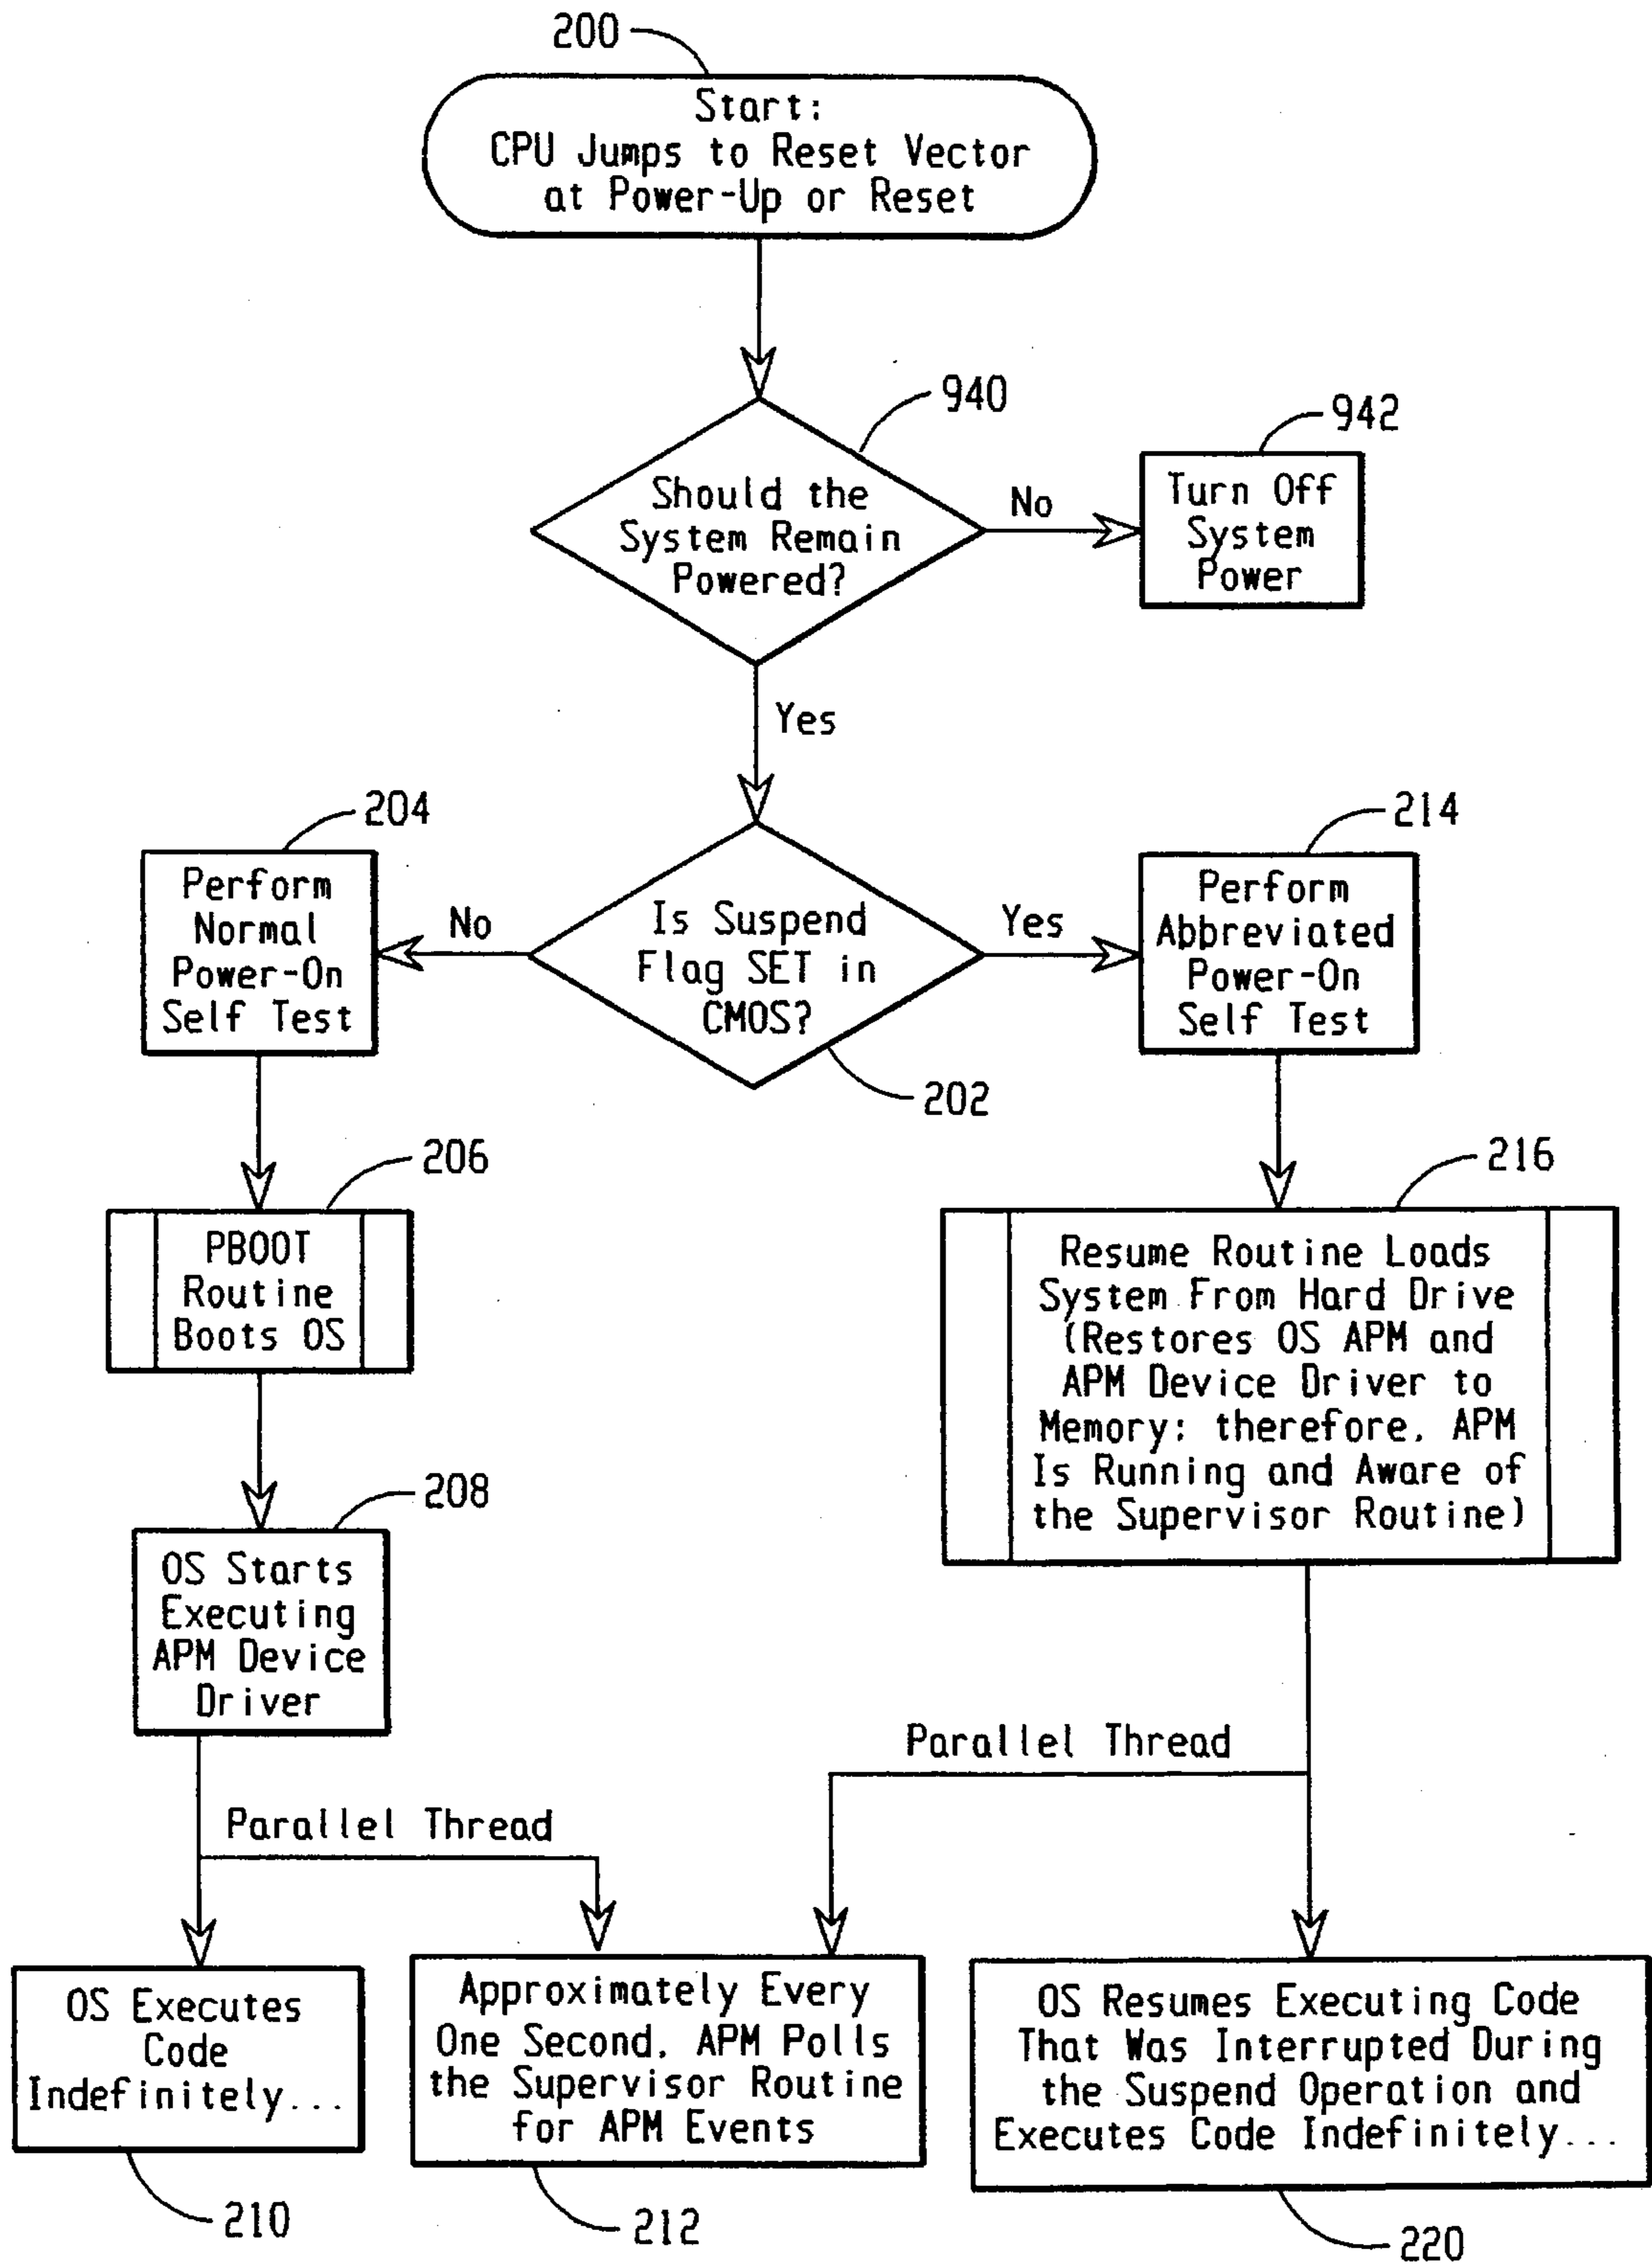 200
Start:
CPU Jumps to Reset Vector
at Power-Up or Reset
940
Should the
System Remain
Powered?
No
942
Turn Off
System
Power
Yes
204
Perform
Normal
Power-On
Self Test
No
Is Suspend
Flag SET in
CMOS?
202
Yes
214
Perform
Abbreviated
Power-On
Self Test
206
PBOOT
Routine
Boots OS
216
Resume Routine Loads
System From Hard Drive
(Restores OS APM and
APM Device Driver to
Memory; therefore, APM
Is Running and Aware of
the Supervisor Routine)
208
OS Starts
Executing
APM Device
Driver
Parallel Thread
Parallel Thread
OS Executes
Code
Indefinitely...
210
Approximately Every
One Second, APM Polls
the Supervisor Routine
for APM Events
212
OS Resumes Executing Code
That Was Interrupted During
the Suspend Operation and
Executes Code Indefinitely...
220